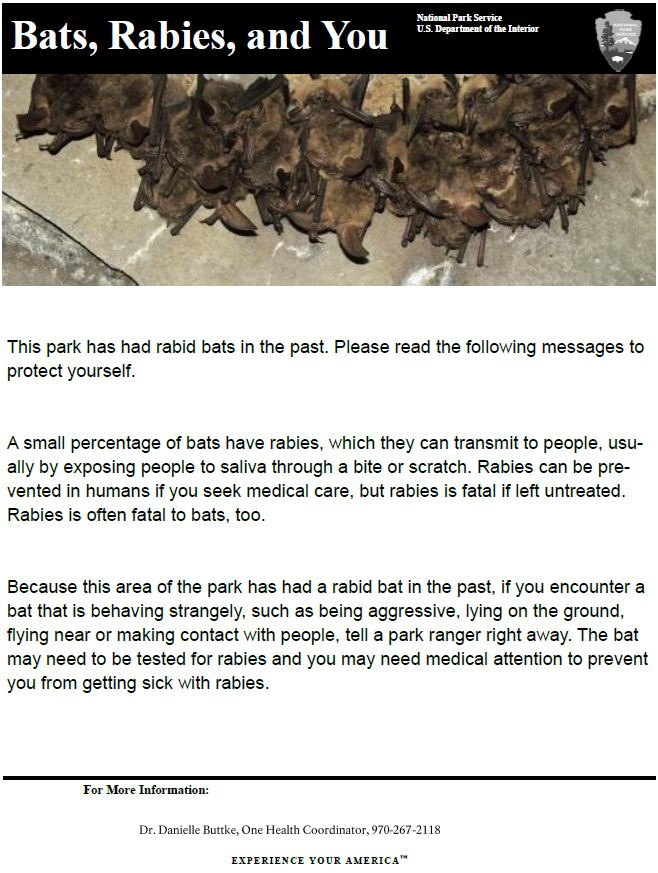 Bats, Rabies, and You
National Park Service
U.S. Department of the Interior
NATIONAL
PARK
SERVICE
This park has had rabid bats in the past. Please read the following messages to
protect yourself.
A small percentage of bats have rabies, which they can transmit to people, usu-
ally by exposing people to saliva through a bite or scratch. Rabies can be pre-
vented in humans if you seek medical care, but rabies is fatal if left untreated.
Rabies is often fatal to bats, too.
Because this area of the park has had a rabid bat in the past, if you encounter a
bat that is behaving strangely, such as being aggressive, lying on the ground,
flying near or making contact with people, tell a park ranger right away. The bat
may need to be tested for rabies and you may need medical attention to prevent
you from getting sick with rabies.
For More Information:
Dr. Danielle Buttke, One Health Coordinator, 970-267-2118
EXPERIENCE YOUR AMERICA™